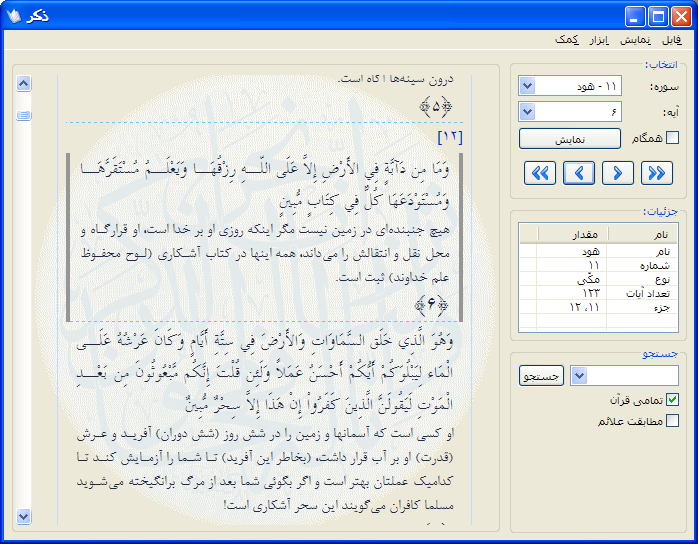 ذکر
فایل نمایش ابزار کمک
انتخاب:
سوره: ۱۱ - هود
آیه: ۶
همگام نمایش
جزئیات:
نام مقدار
نام هود
شماره ۱۱
نوع مکّی
تعداد آیات ۱۲۳
جزء ۱۱، ۱۲
جستجو
جستجو
تمامی قرآن
مطابقت علائم
درون سینه‌ها آگاه است.
﴿۵﴾
[۱۲]
وَمَا مِن دَآبَّةٍ فِي الأَرْضِ إِلاَّ عَلَى اللّهِ رِزْقُهَا وَيَعْلَمُ مُسْتَقَرَّهَا
وَمُسْتَوْدَعَهَا كُلٌّ فِي كِتَابٍ مُّبِينٍ
هیچ جنبنده‌ای در زمین نیست مگر اینکه روزی او بر خدا است، او قرارگاه و
محل نقل و انتقالش را می‌داند، همه اینها در کتاب آشکاری (لوح محفوظ
علم خداوند) ثبت است.
﴿۶﴾
وَهُوَ الَّذِي خَلَق السَّمَاوَاتِ وَالأَرْضَ فِي سِتَّةِ أَيَّامٍ وَكَانَ عَرْشُهُ عَلَى
الْمَاء لِيَبْلُوَكُمْ أَيُّكُمْ أَحْسَنُ عَمَلاً وَلَئِن قُلْتَ إِنَّكُم مَّبْعُوثُونَ مِن بَعْدِ
الْمَوْتِ لَيَقُولَنَّ الَّذِينَ كَفَرُواْ إِنْ هَذَا إِلاَّ سِحْرٌ مُّبِينٌ
او کسی است که آسمانها و زمین را در شش روز (شش دوران) آفرید و عرش
(قدرت) او بر آب قرار داشت، (بخاطر این آفرید) تا شما را آزمایش کند تا
کدامیک عملتان بهتر است و اگر بگوئی شما بعد از مرگ برانگیخته می‌شوید
مسلما کافران می‌گویند این سحر آشکاری است!